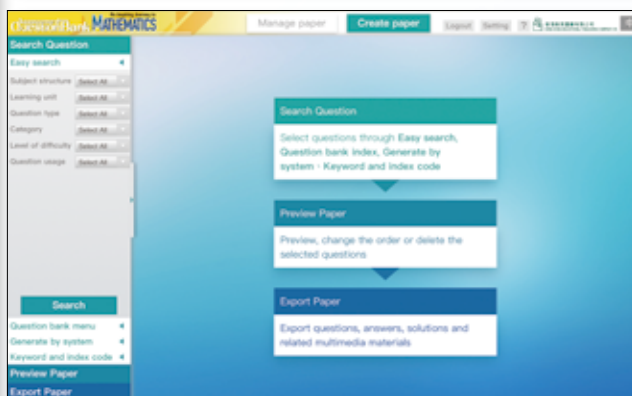 MATHEMATICS
Manage paper
Create paper
Logout
Setting
?
Search Question
Easy search
Subject structure Select All
Learning unit Select All
Question type Select All
Category Select All
Level of difficulty Select All
Question usage Select All
Search
Question bank menu
Generate by system
Keyword and index code
Preview Paper
Export Paper
Search Question
Select questions through Easy search,
Question bank index, Generate by
system、Keyword and index code
Preview Paper
Preview, change the order or delete the
selected questions
Export Paper
Export questions, answers, solutions and
related multimedia materials